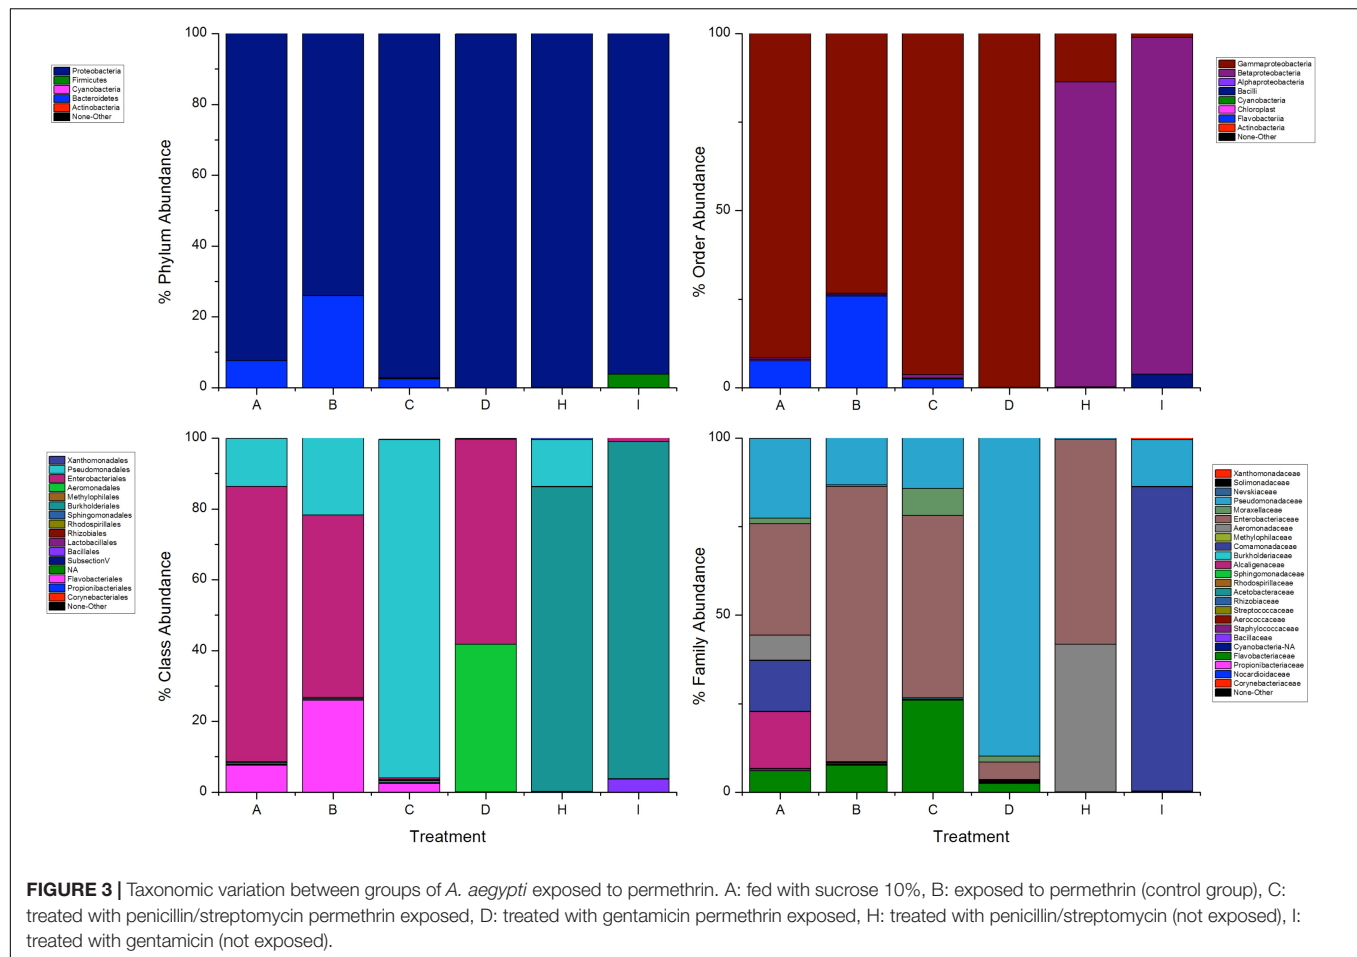 100
80
60
40
20
0
% Phylum Abundance
A B C D H I
Proteobacteria
Firmicutes
Cyanobacteria
Bacteroidetes
Actinobacteria
None-Other
100
50
0
% Order Abundance
A B C D H I
Gammaproteobacteria
Betaproteobacteria
Alphaproteobacteria
Bacilli
Cyanobacteria
Chloroplast
Flavobacteriia
Actinobacteria
None-Other
Xanthomonadales
Pseudomonadales
Enterobacteriales
Aeromonadales
Methylophilales
Burkholderiales
Sphingomonadales
Rhodospirillales
Rhizobiales
Lactobacillales
Bacillales
SubsectionV
NA
Flavobacteriales
Propionibacteriales
Corynebacteriales
None-Other
100
80
60
40
20
0
% Class Abundance
A B C D H I
Treatment
100
50
0
% Family Abundance
A B C D H I
Treatment
Xanthomonadaceae
Solimonadaceae
Nevskiaceae
Pseudomonadaceae
Moraxellaceae
Enterobacteriaceae
Aeromonadaceae
Methylophilaceae
Comamonadaceae
Burkholderiaceae
Alcaligenaceae
Sphingomonadaceae
Rhodospirillaceae
Acetobacteraceae
Rhizobiaceae
Streptococcaceae
Aerococcaceae
Staphylococcaceae
Bacillaceae
Cyanobacteria-NA
Flavobacteriaceae
Propionibacteriaceae
Nocardioidaceae
Corynebacteriaceae
None-Other
FIGURE 3 | Taxonomic variation between groups of A. aegypti exposed to permethrin. A: fed with sucrose 10%, B: exposed to permethrin (control group), C:
treated with penicillin/streptomycin permethrin exposed, D: treated with gentamicin permethrin exposed, H: treated with penicillin/streptomycin (not exposed), I:
treated with gentamicin (not exposed).